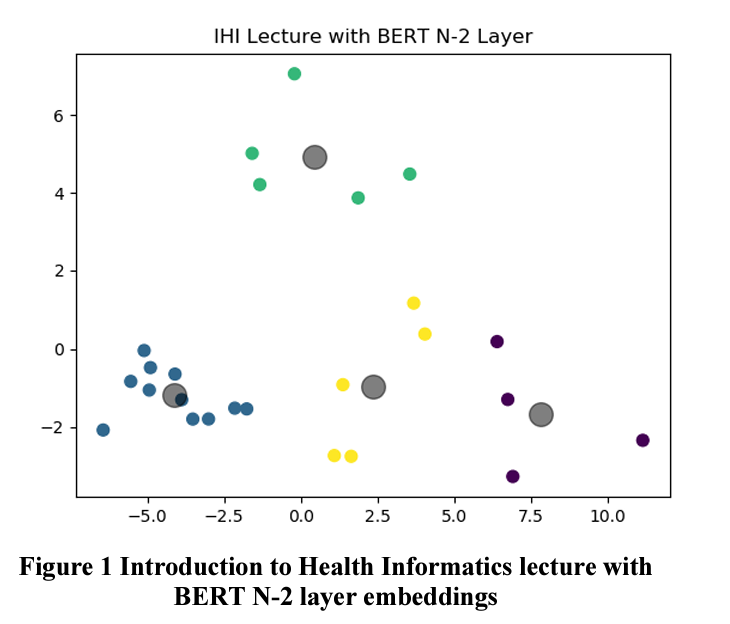 IHI Lecture with BERT N-2 Layer
6
4
2
0
−2
−5.0 −2.5 0.0 2.5 5.0 7.5 10.0
Figure 1 Introduction to Health Informatics lecture with
BERT N-2 layer embeddings